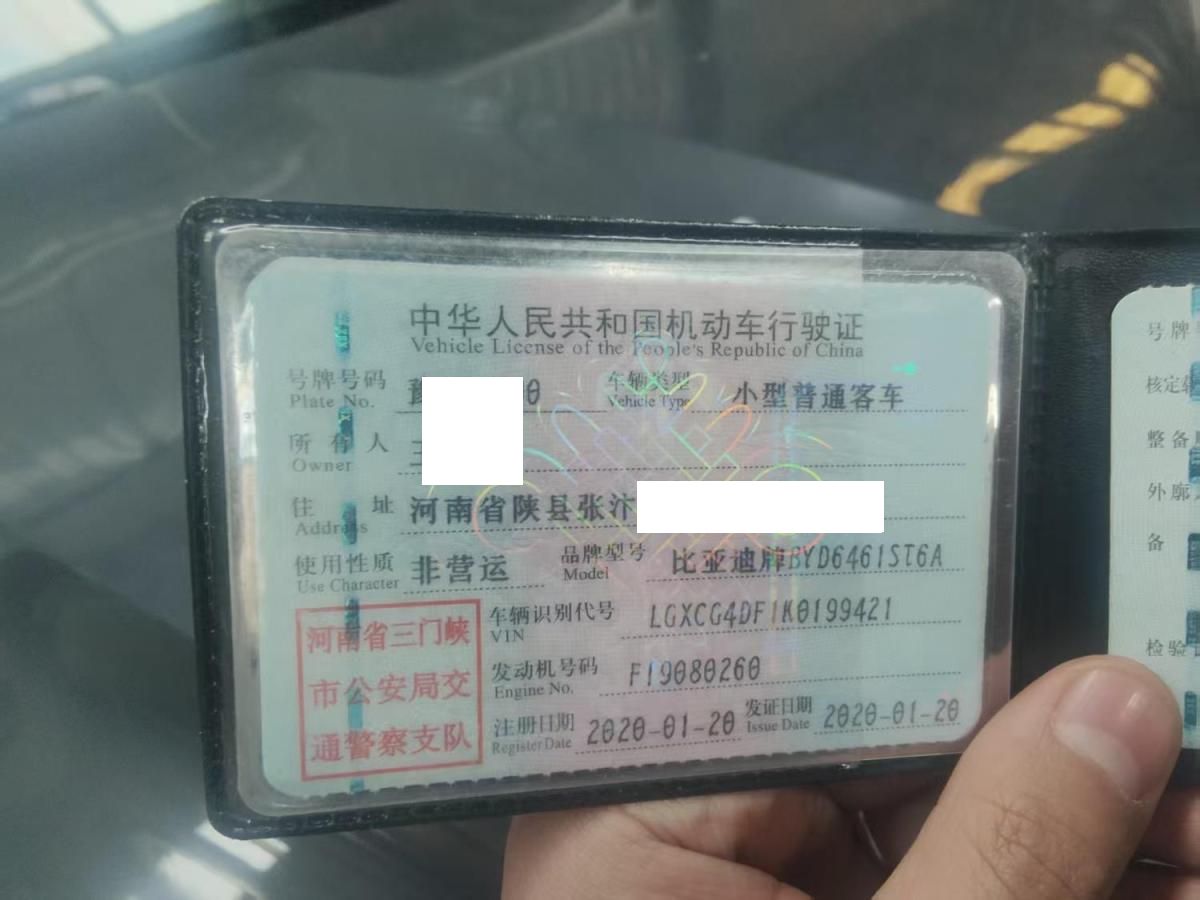 中华人民共和国机动车行驶证
Vehicle License of the People's Republic of China
号牌号码 豫 0 车辆类型 小型普通客车
Plate No. Vehicle Type
所有人
Owner
住址 河南省陕县张汴
Address
使用性质 非营运 品牌型号 比亚迪牌BYD6461ST6A
Use Character Model
河南省三门峡
市公安局交
通警察支队
车辆识别代号 LGXCG4DF1K0199421
VIN
发动机号码 F19080260
Engine No.
注册日期 2020-01-20 发证日期 2020-01-20
Register Date Issue Date
号牌
核定载
整备
外廓
备
检验